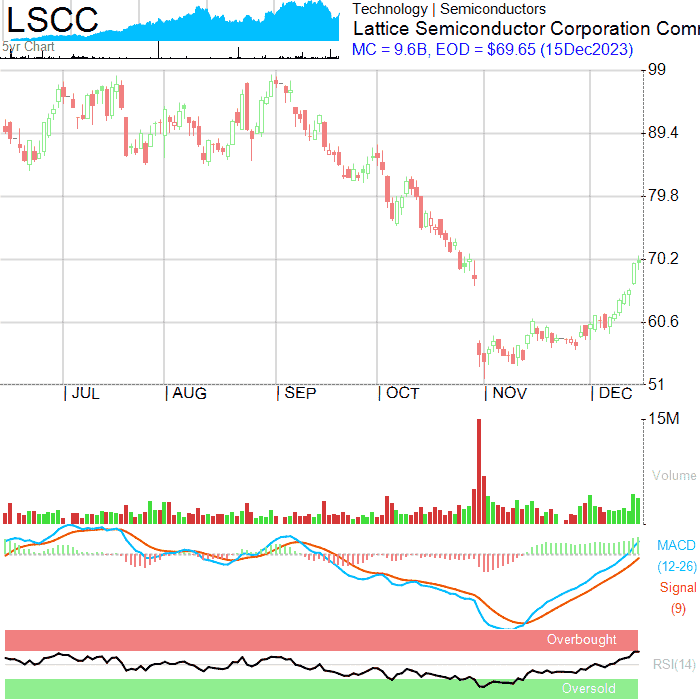 LSCC
5yr Chart
Technology | Semiconductors
Lattice Semiconductor Corporation Com
MC = 9.6B, EOD = $69.65 (15Dec2023)
99
89.4
79.8
70.2
60.6
51
| JUL | AUG | SEP | OCT | NOV | DEC
15M
Volume
MACD
(12-26)
Signal
(9)
Overbought
RSI(14)
Oversold